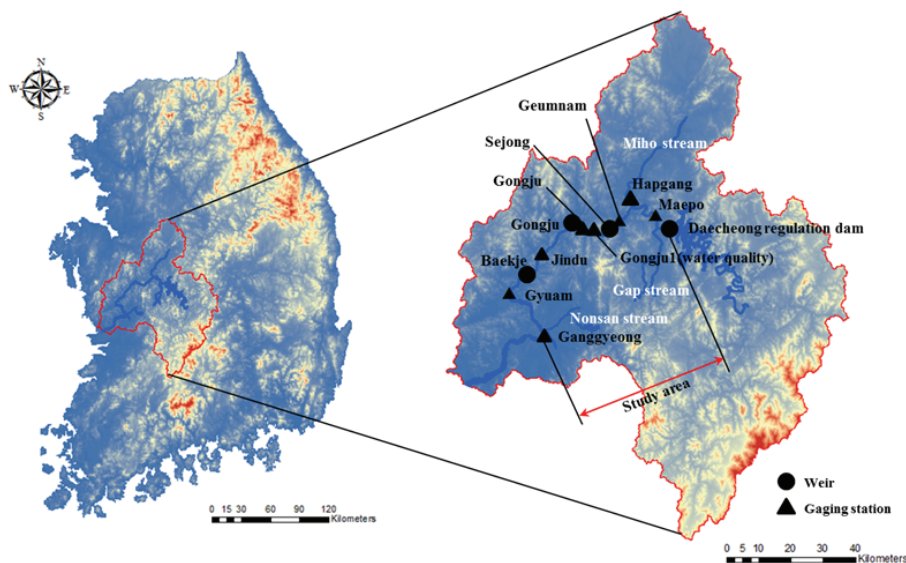 N
W
E
S
0 15 30 60 90 120
Kilometers
Geumnam
Sejong
Gongju
Miho stream
Hapgang
Maepo
Gongju
Daecheong regulation dam
Baekje
Jindu
Gongju1(water quality)
Gyuam
Gap stream
Nonsan stream
Ganggyeong
Study area
Weir
Gaging station
0 5 10 20 30 40
Kilometers